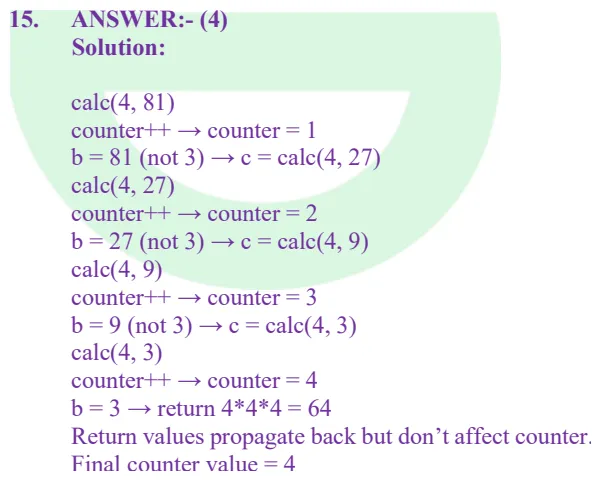 15. ANSWER:- (4)
Solution:
calc(4, 81)
counter++ → counter = 1
b = 81 (not 3) → c = calc(4, 27)
calc(4, 27)
counter++ → counter = 2
b = 27 (not 3) → c = calc(4, 9)
calc(4, 9)
counter++ → counter = 3
b = 9 (not 3) → c = calc(4, 3)
calc(4, 3)
counter++ → counter = 4
b = 3 → return 4*4*4 = 64
Return values propagate back but don’t affect counter.
Final counter value = 4